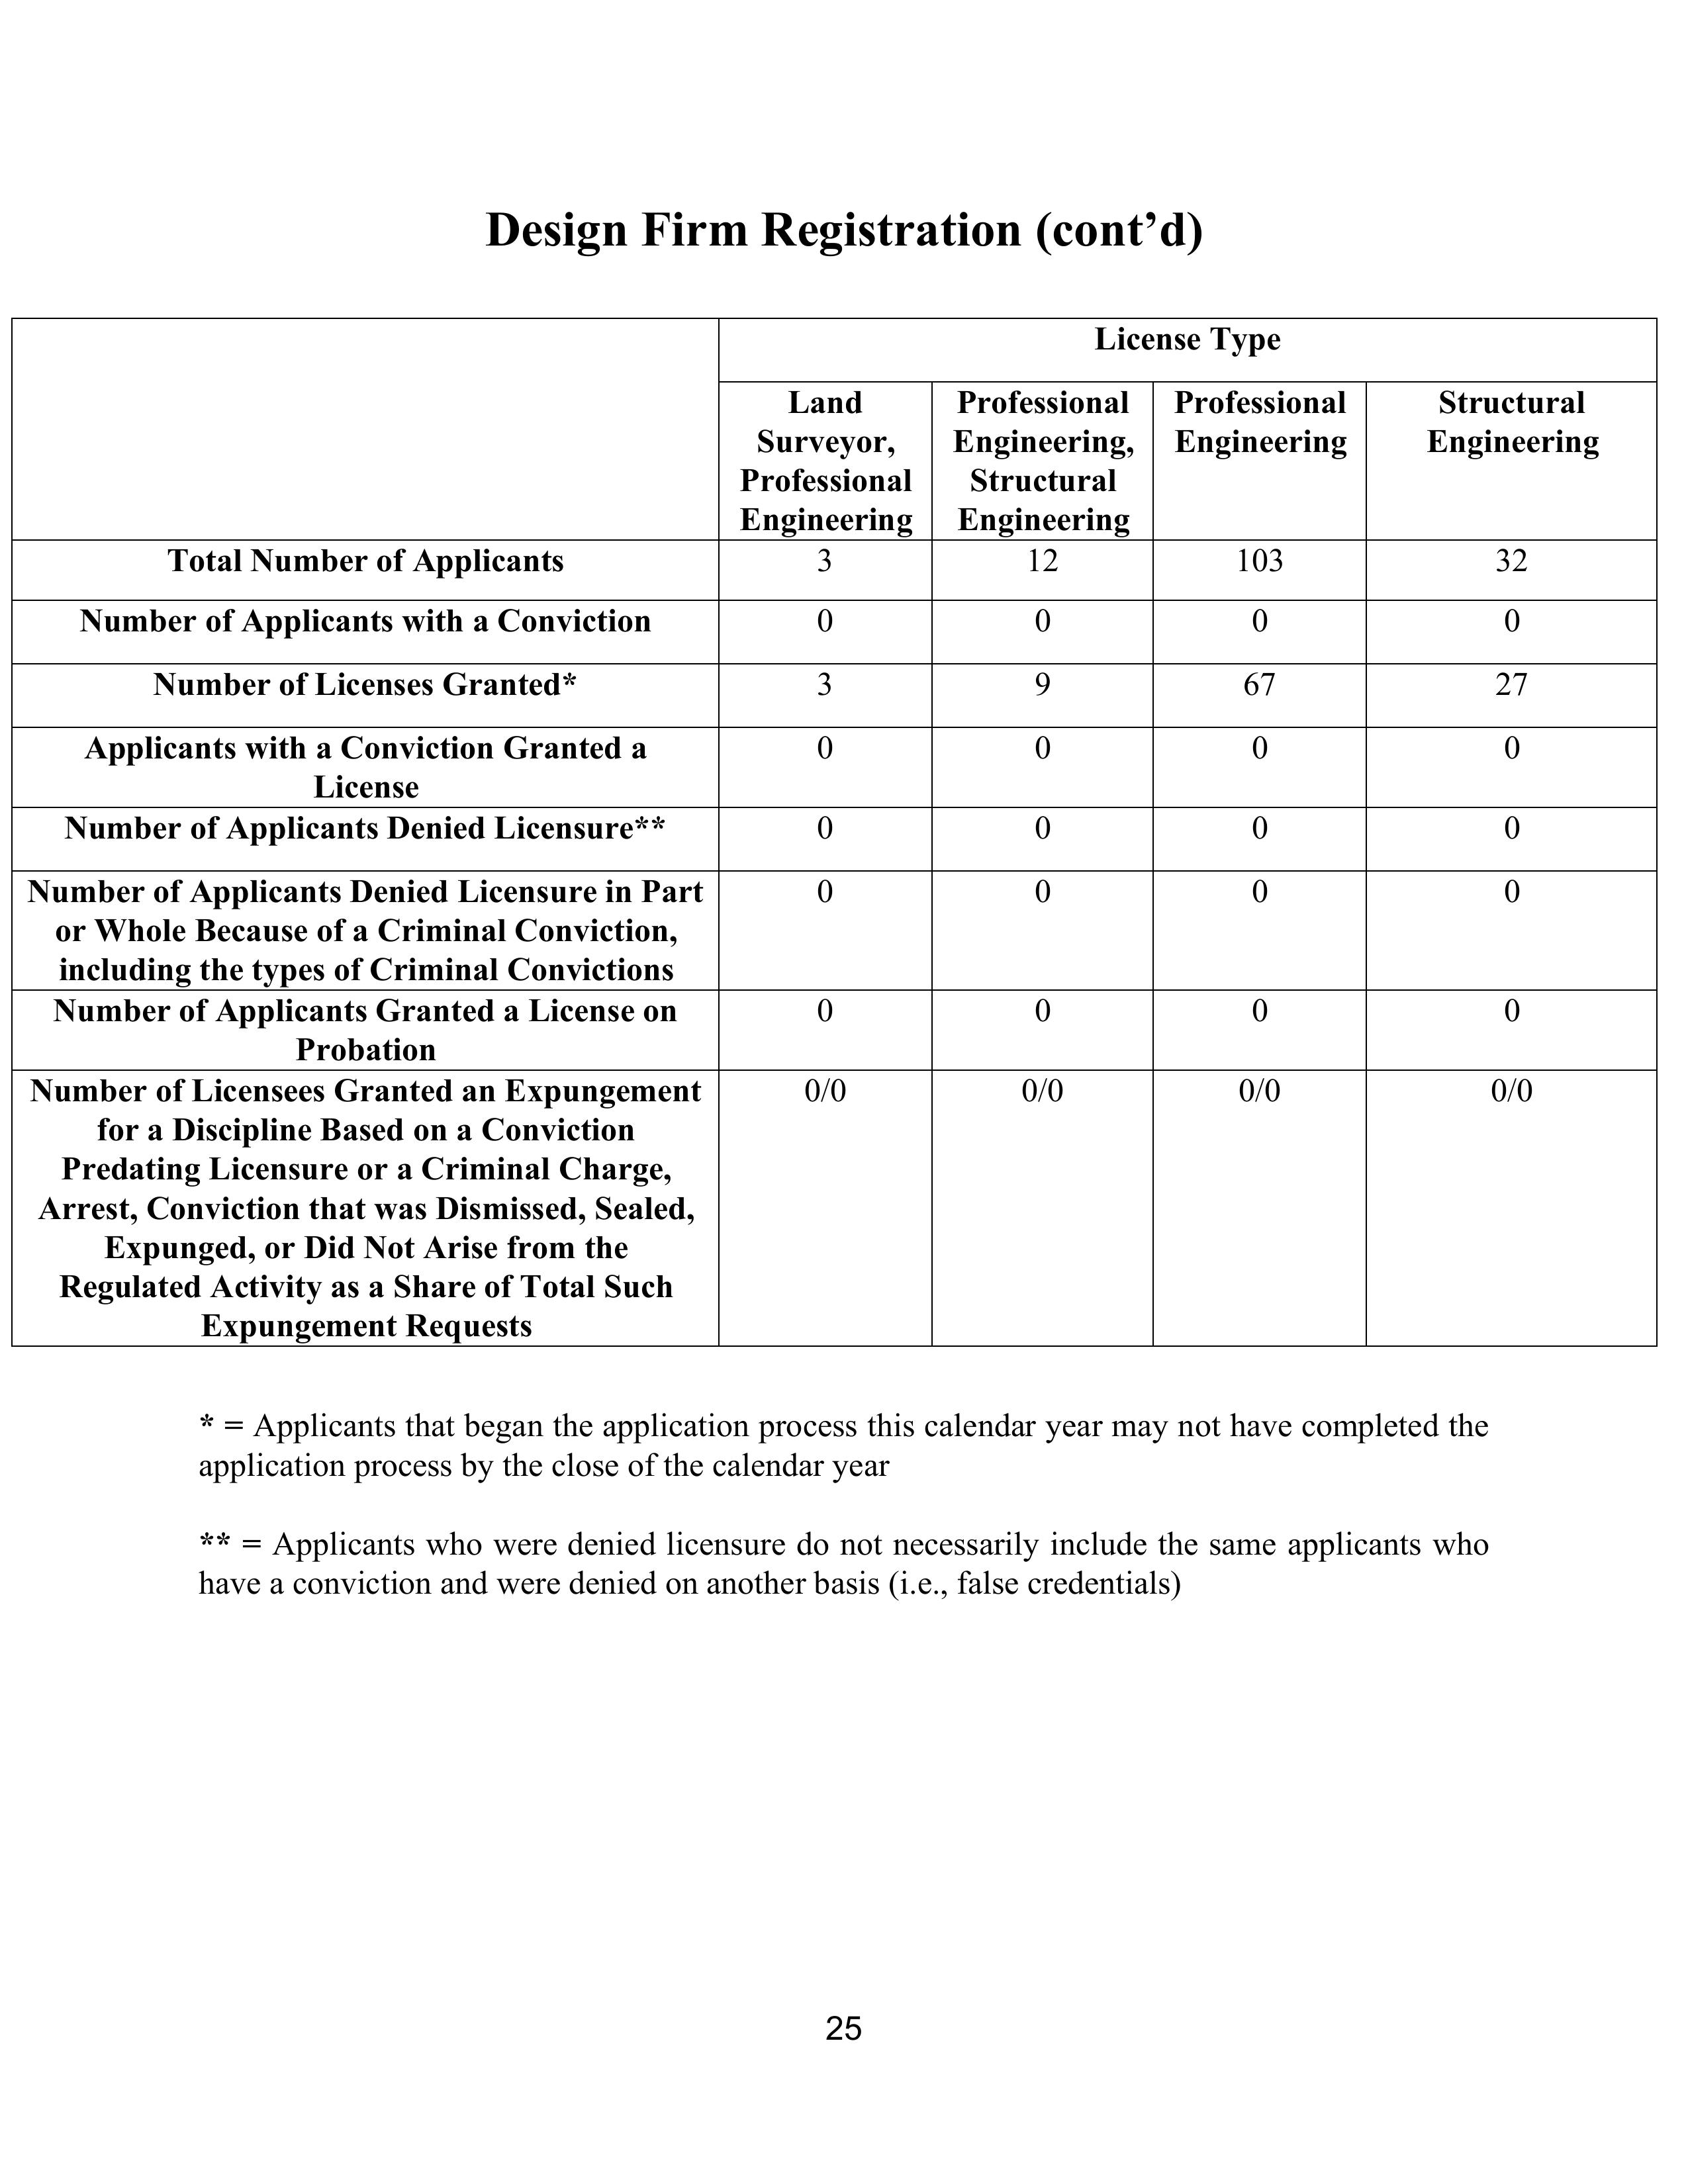 Design Firm Registration (cont’d)
License Type
Land
Surveyor,
Professional
Engineering
Professional
Engineering,
Structural
Engineering
Professional
Engineering
Structural
Engineering
Total Number of Applicants 3 12 103 32
Number of Applicants with a Conviction 0 0 0 0
Number of Licenses Granted* 3 9 67 27
Applicants with a Conviction Granted a
License
0 0 0 0
Number of Applicants Denied Licensure** 0 0 0 0
Number of Applicants Denied Licensure in Part
or Whole Because of a Criminal Conviction,
including the types of Criminal Convictions
0 0 0 0
Number of Applicants Granted a License on
Probation
0 0 0 0
Number of Licensees Granted an Expungement
for a Discipline Based on a Conviction
Predating Licensure or a Criminal Charge,
Arrest, Conviction that was Dismissed, Sealed,
Expunged, or Did Not Arise from the
Regulated Activity as a Share of Total Such
Expungement Requests
0/0 0/0 0/0 0/0
* = Applicants that began the application process this calendar year may not have completed the
application process by the close of the calendar year
** = Applicants who were denied licensure do not necessarily include the same applicants who
have a conviction and were denied on another basis (i.e., false credentials)
25